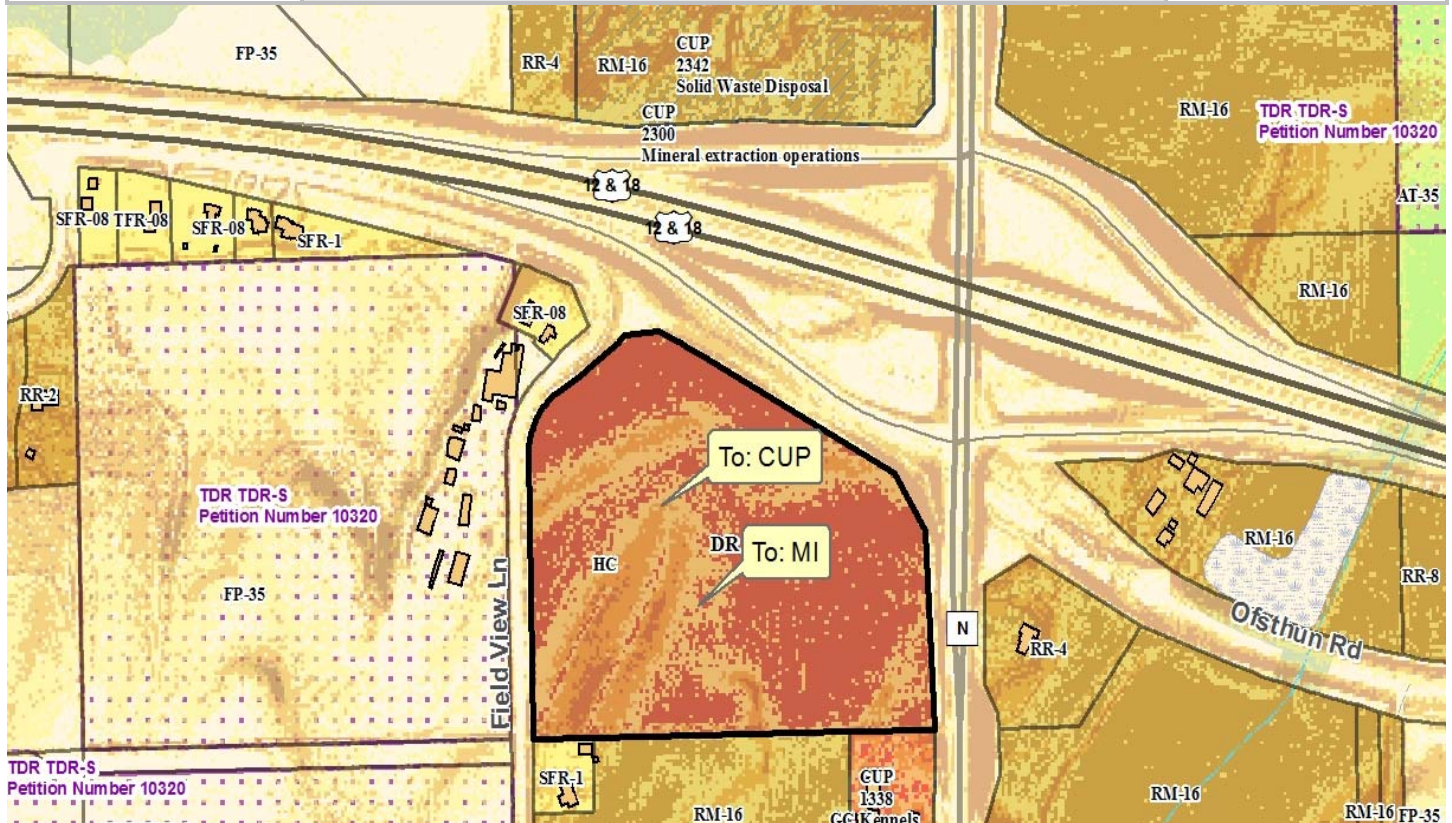 FP-35
RR-4
RM-16
CUP
2342
Solid Waste Disposal
CUP
2300
Mineral extraction operations
RM-16
TDR TDR-S
Petition Number 10320
12 & 18
12 & 18
AT-35
SFR-08
TFR-08
SFR-08
SFR-1
RM-16
SFR-08
RR-2
To: CUP
TDR TDR-S
Petition Number 10320
DR
To: MI
HC
RM-16
FP-35
RR-8
Ofsthun Rd
N
RR-4
Field View Ln
TDR TDR-S
Petition Number 10320
SFR-1
CUP
1338
GC Kennels
RM-16
RM-16
RM-16
FP-35